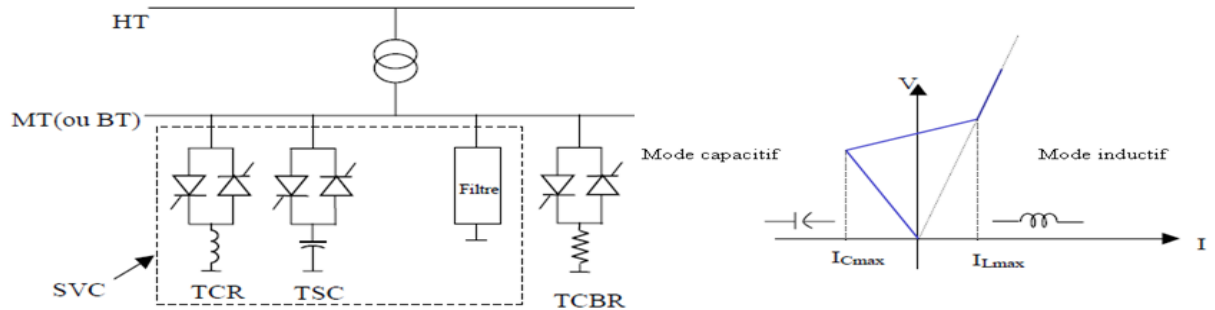 HT
MT(ou BT)
Filtre
SVC
TCR
TSC
TCBR
V
Mode capacitif
Mode inductif
ICmax
ILmax
I